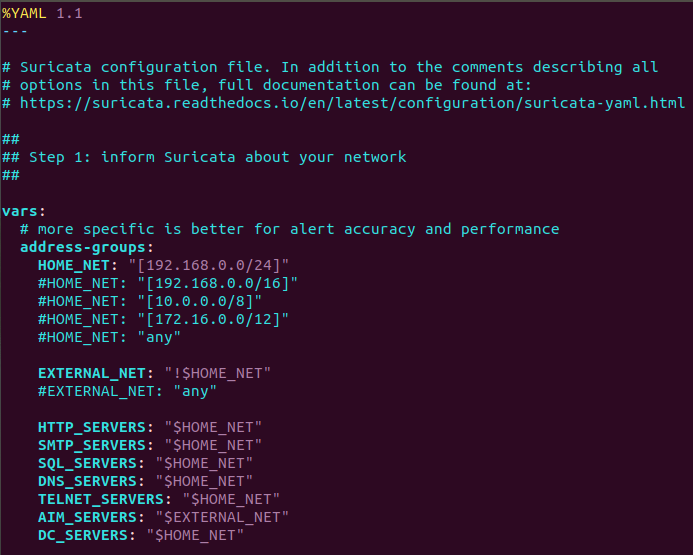 %YAML 1.1
---
# Suricata configuration file. In addition to the comments describing all
# options in this file, full documentation can be found at:
# https://suricata.readthedocs.io/en/latest/configuration/suricata-yaml.html
##
## Step 1: inform Suricata about your network
##
vars:
  # more specific is better for alert accuracy and performance
  address-groups:
    HOME_NET: "[192.168.0.0/24]"
    #HOME_NET: "[192.168.0.0/16]"
    #HOME_NET: "[10.0.0.0/8]"
    #HOME_NET: "[172.16.0.0/12]"
    #HOME_NET: "any"
    EXTERNAL_NET: "!$HOME_NET"
    #EXTERNAL_NET: "any"
    HTTP_SERVERS: "$HOME_NET"
    SMTP_SERVERS: "$HOME_NET"
    SQL_SERVERS: "$HOME_NET"
    DNS_SERVERS: "$HOME_NET"
    TELNET_SERVERS: "$HOME_NET"
    AIM_SERVERS: "$EXTERNAL_NET"
    DC_SERVERS: "$HOME_NET"